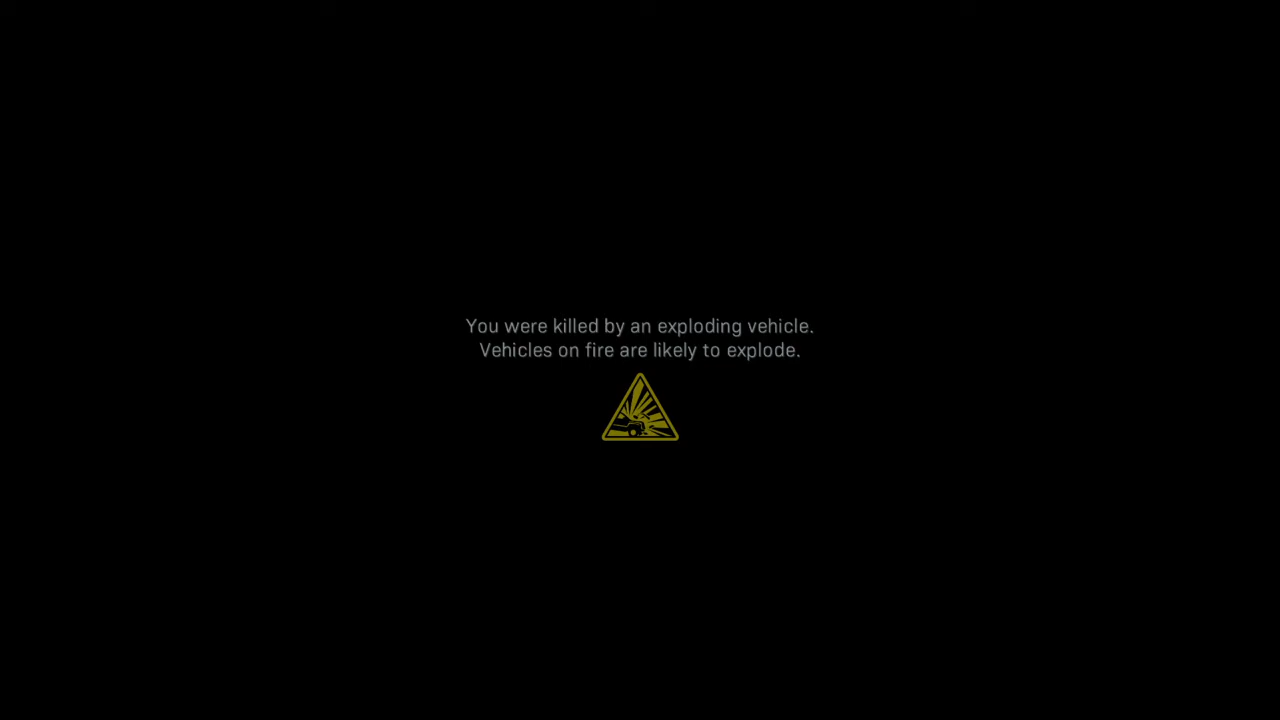 You were killed by an exploding vehicle.
Vehicles on fire are likely to explode.